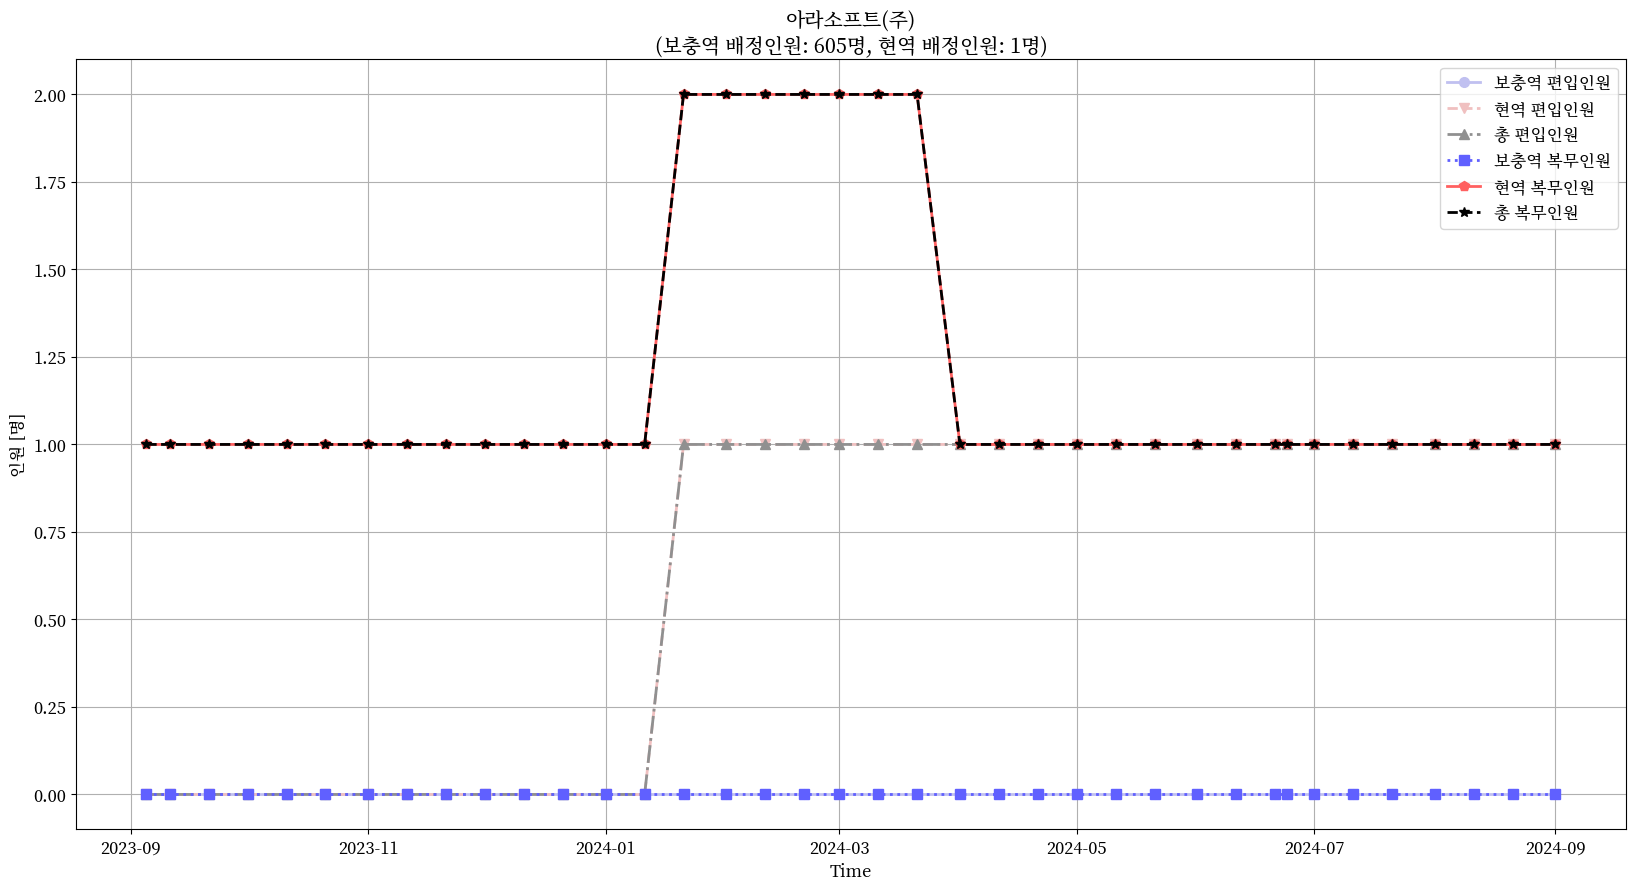 아라소프트(주)
(보충역 배정인원: 605명, 현역 배정인원: 1명)
보충역 편입인원
현역 편입인원
총 편입인원
보충역 복무인원
현역 복무인원
총 복무인원
인원 [명]
2.00
1.75
1.50
1.25
1.00
0.75
0.50
0.25
0.00
2023-09 2023-11 2024-01 2024-03 2024-05 2024-07 2024-09
Time